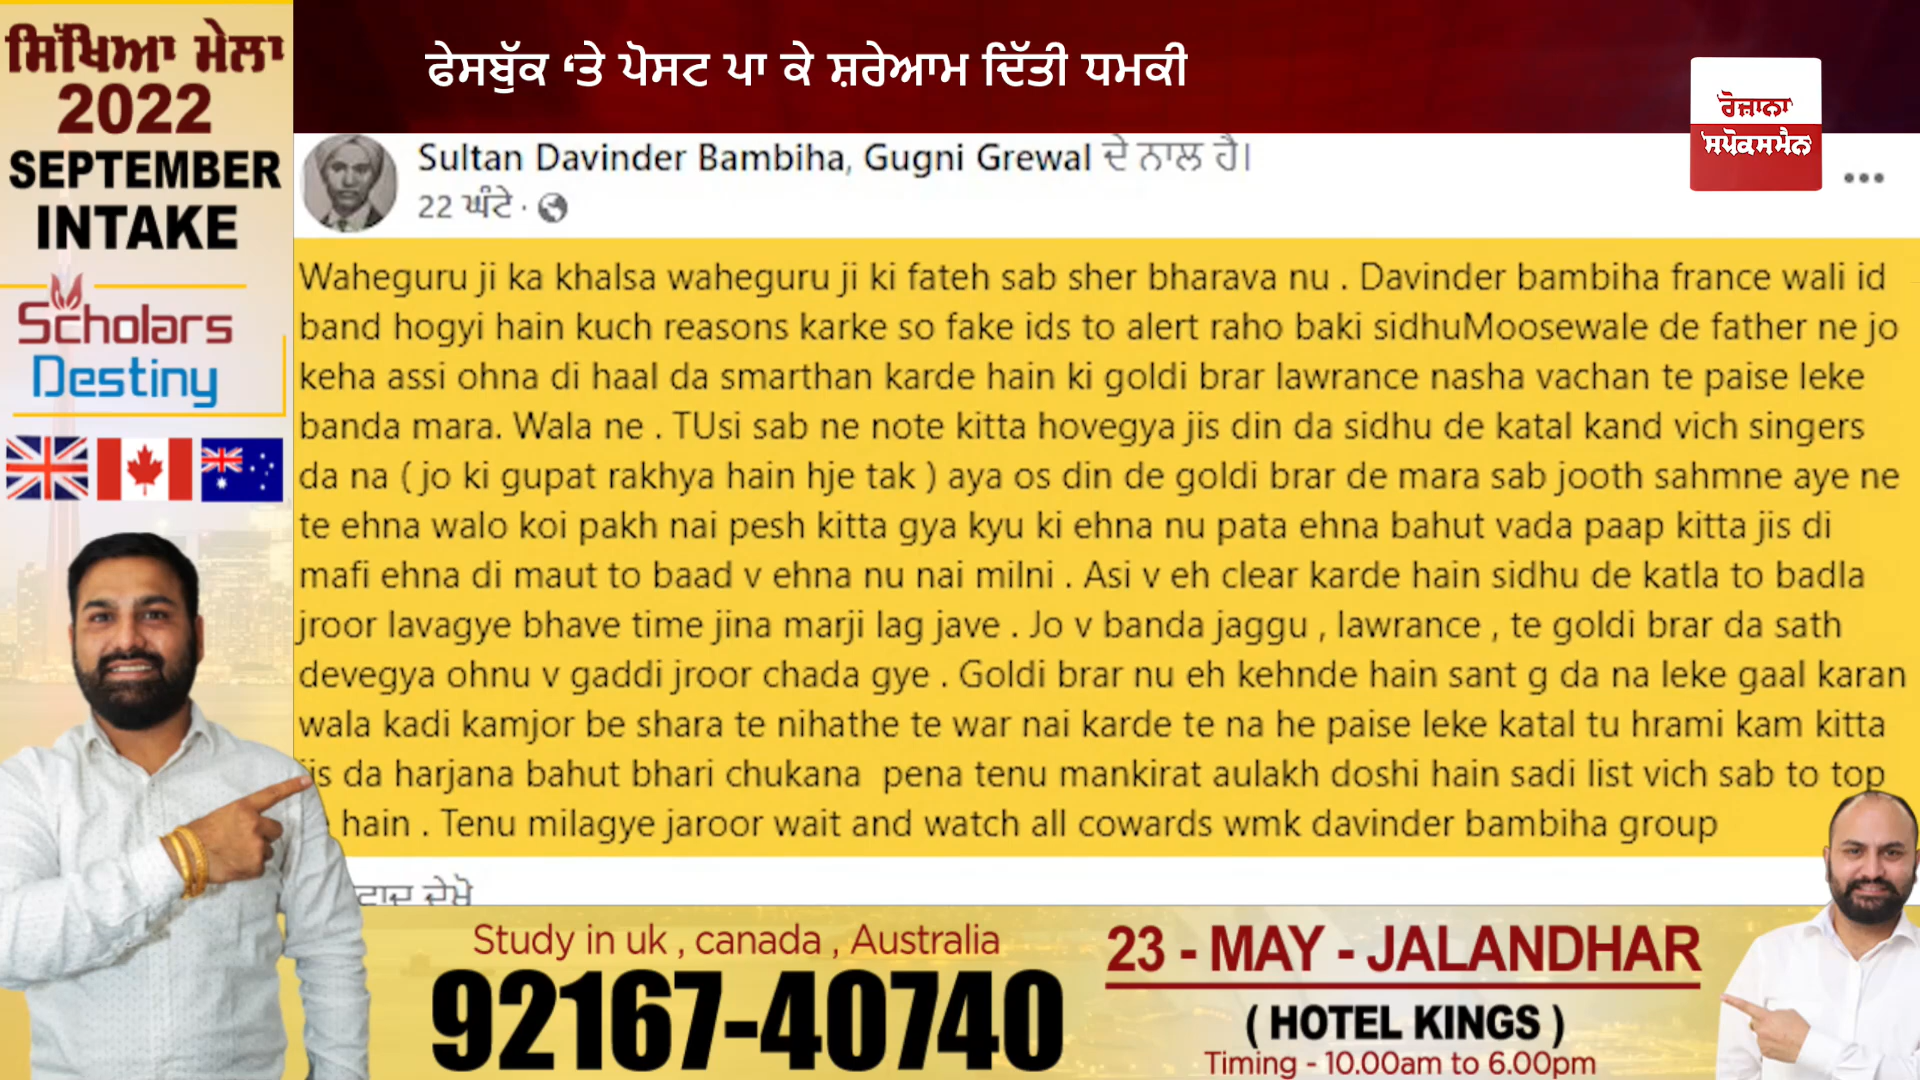 ਸਿੱਖਿਆ ਮੇਲਾ
2022
SEPTEMBER
INTAKE
Scholars
Destiny
ਫੇਸਬੁੱਕ ‘ਤੇ ਪੋਸਟ ਪਾ ਕੇ ਸ਼ਰੇਆਮ ਦਿੱਤੀ ਧਮਕੀ
ਰੋਜ਼ਾਨਾ
ਸਪੋਕਸਮੈਨ
Sultan Davinder Bambiha, Gugni Grewal ਦੇ ਨਾਲ ਹੈ।
22 ਘੰਟੇ ·
Waheguru ji ka khalsa waheguru ji ki fateh sab sher bharava nu . Davinder bambiha france wali id
band hogyi hain kuch reasons karke so fake ids to alert raho baki sidhuMoosewale de father ne jo
keha assi ohna di haal da smarthan karde hain ki goldi brar lawrance nasha vachan te paise leke
banda mara. Wala ne . TUsi sab ne note kitta hovegya jis din da sidhu de katal kand vich singers
da na ( jo ki gupat rakhya hain hje tak ) aya os din de goldi brar de mara sab jooth sahmne aye ne
te ehna walo koi pakh nai pesh kitta gya kyu ki ehna nu pata ehna bahut vada paap kitta jis di
mafi ehna di maut to baad v ehna nu nai milni . Asi v eh clear karde hain sidhu de katla to badla
jroor lavagye bhave time jina marji lag jave . Jo v banda jaggu , lawrance , te goldi brar da sath
devegya ohnu v gaddi jroor chada gye . Goldi brar nu eh kehnde hain sant g da na leke gaal karan
wala kadi kamjor be shara te nihathe te war nai karde te na he paise leke katal tu hrami kam kitta
jis da harjana bahut bhari chukana pena tenu mankirat aulakh doshi hain sadi list vich sab to top
hain . Tenu milagye jaroor wait and watch all cowards wmk davinder bambiha group
Study in uk , canada , Australia
92167-40740
23 - MAY - JALANDHAR
( HOTEL KINGS )
Timing - 10.00am to 6.00pm